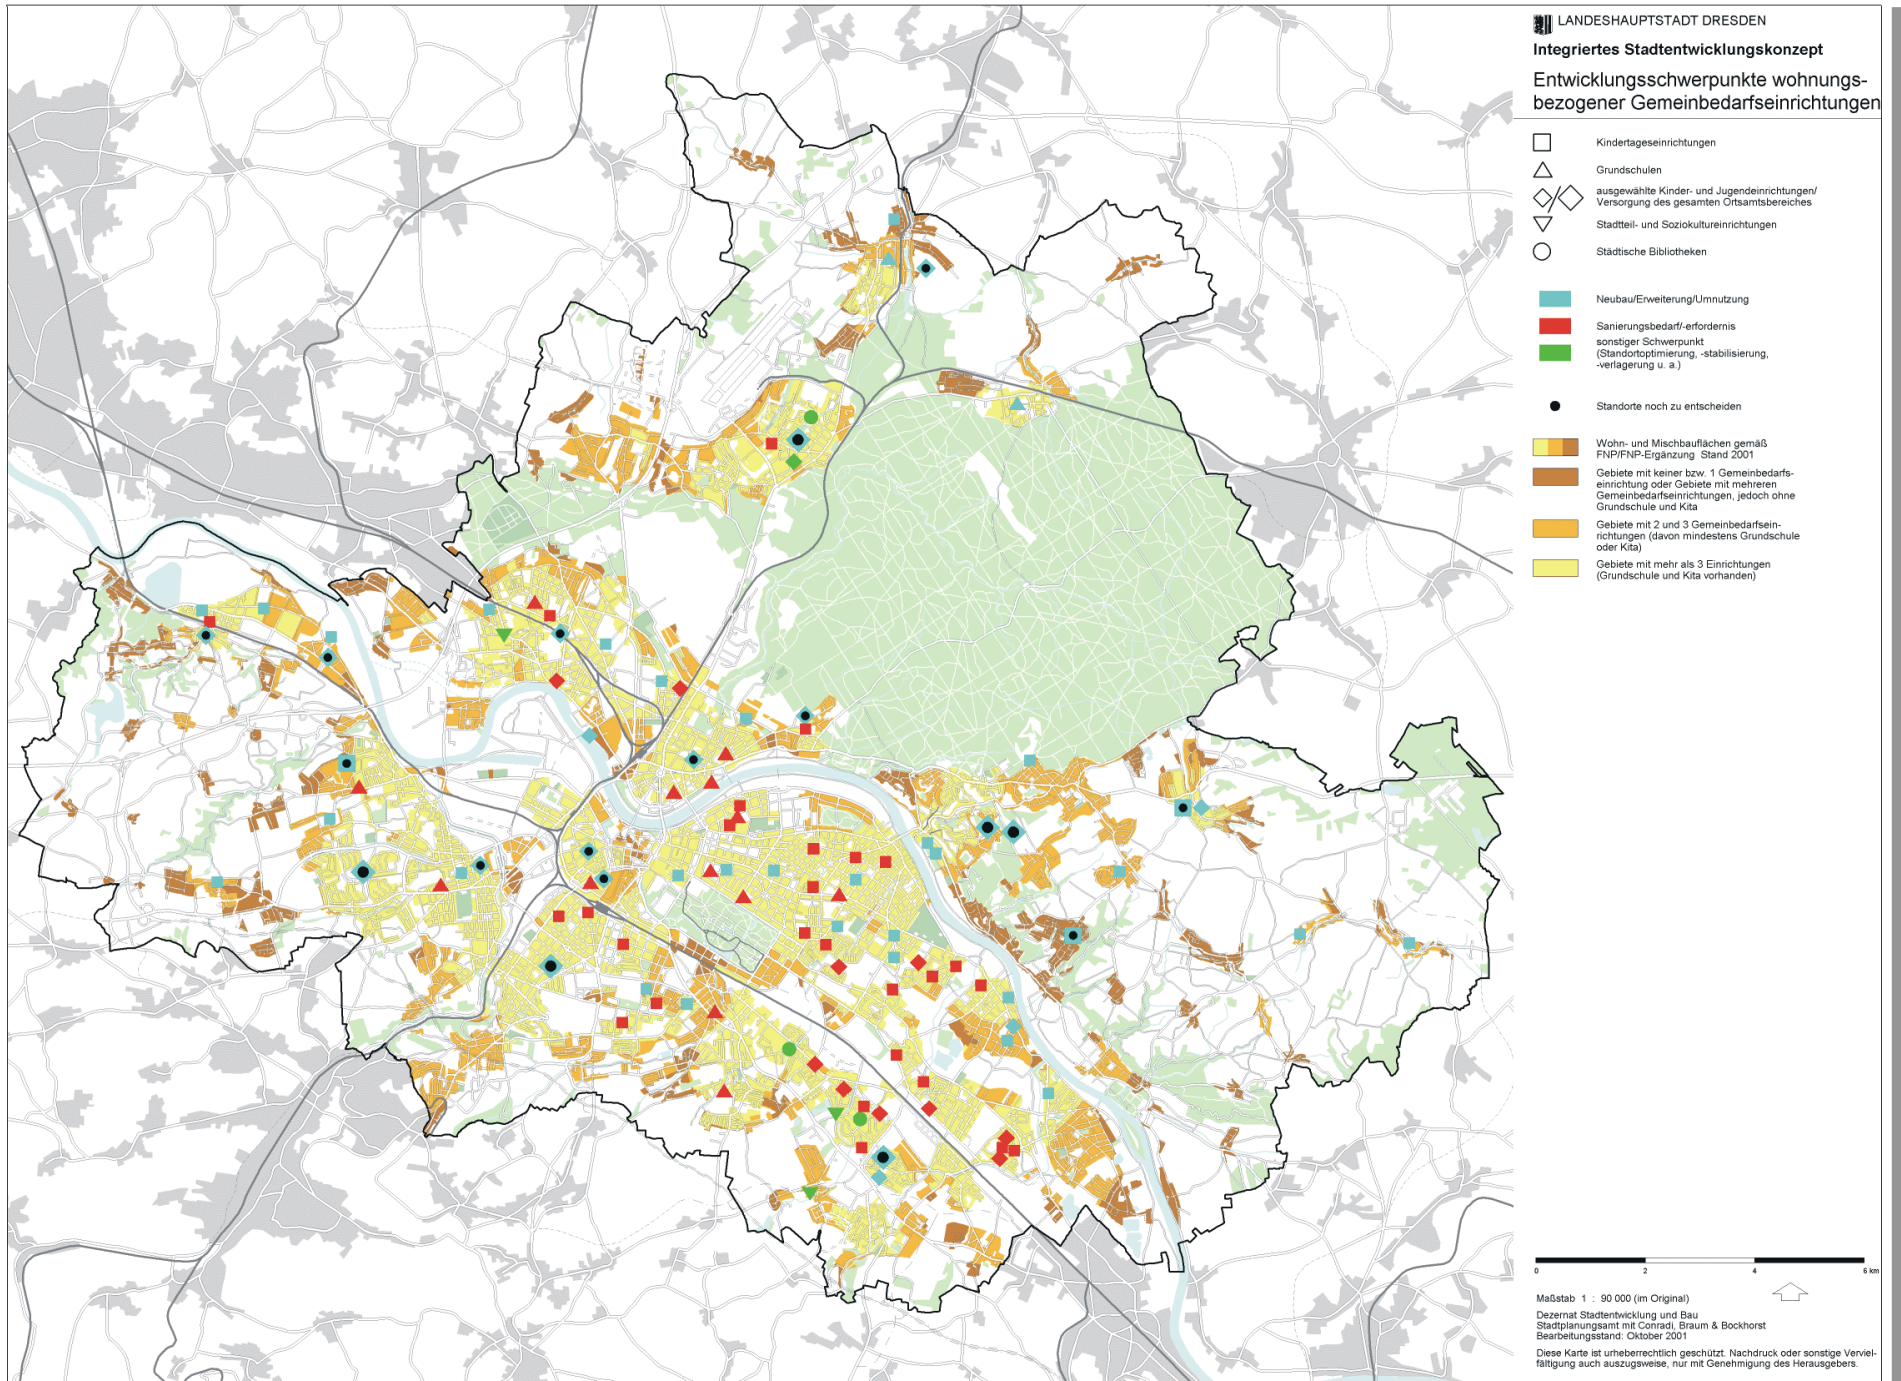 LANDESHAUPTSTADT DRESDEN
Integriertes Stadtentwicklungskonzept
Entwicklungsschwerpunkte wohnungs-
bezogener Gemeinbedarfseinrichtungen
Kindertageseinrichtungen
Grundschulen
ausgewählte Kinder- und Jugendeinrichtungen/
Versorgung des gesamten Ortsamtsbereiches
Stadtteil- und Soziokultureinrichtungen
Städtische Bibliotheken
Neubau/Erweiterung/Umnutzung
Sanierungsbedarf/-erfordernis
sonstiger Schwerpunkt
(Standortoptimierung, -stabilisierung,
-verlagerung u. a.)
Standorte noch zu entscheiden
Wohn- und Mischbauflächen gemäß
FNP/FNP-Ergänzung Stand 2001
Gebiete mit keiner bzw. 1 Gemeinbedarfs-
einrichtung oder Gebiete mit mehreren
Gemeinbedarfseinrichtungen, jedoch ohne
Grundschule und Kita
Gebiete mit 2 und 3 Gemeinbedarfsein-
richtungen (davon mindestens Grundschule
oder Kita)
Gebiete mit mehr als 3 Einrichtungen
(Grundschule und Kita vorhanden)
0 2 4 6 km
Maßstab 1 : 90 000 (im Original)
Dezernat Stadtentwicklung und Bau
Stadtplanungsamt mit Conradi, Braum & Bockhorst
Bearbeitungsstand: Oktober 2001
Diese Karte ist urheberrechtlich geschützt. Nachdruck oder sonstige Verviel-
fältigung auch auszugsweise, nur mit Genehmigung des Herausgebers.